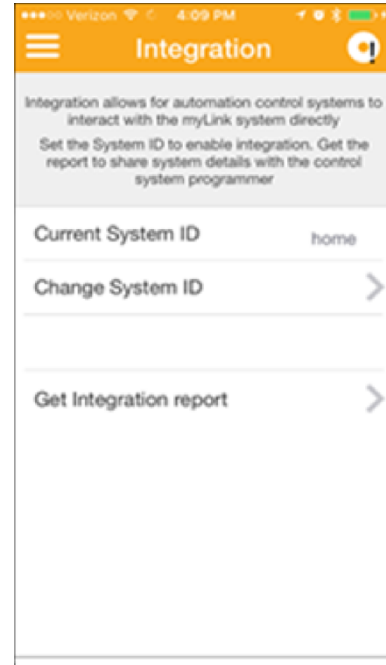 Verizon 4:09 PM
Integration
Integration allows for automation control systems to
interact with the myLink system directly
Set the System ID to enable integration. Get the
report to share system details with the control
system programmer
Current System ID home
Change System ID
Get Integration report